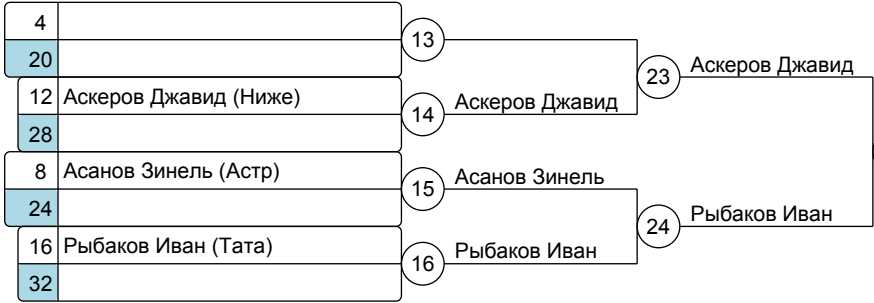 4
13
20
23 Аскеров Джавид
12 Аскеров Джавид (Ниже)
14 Аскеров Джавид
28
8 Асанов Зинель (Астр)
15 Асанов Зинель
24
24 Рыбаков Иван
16 Рыбаков Иван (Тата)
16 Рыбаков Иван
32